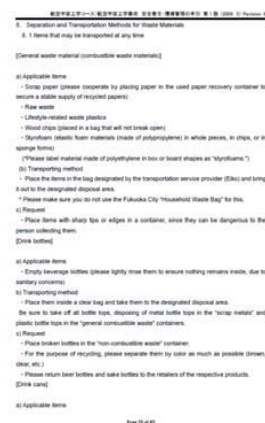 8. Separation and Transportation Methods for Waste Materials
8. 1 Items that may be transported at any time
[General waste material (combustible waste materials)]
a) Applicable items
・Scrap paper (please cooperate by placing paper in the used paper recovery container to
secure a stable supply of recycled papers)
・Raw waste
・Lifestyle-related waste plastics
・Wood chips (placed in a bag that will not break open)
・Styrofoam (elastic foam materials (made of polypropylene) in whole pieces, in chips, or in
sponge forms)
(*Please label material made of polyethylene in box or board shapes as "styrofoams.")
(b) Transporting method
・Place the items in the bag designated by the transportation service provider (Eiko) and bring
it out to the designated disposal area.
* Please make sure you do not use the Fukuoka City "Household Waste Bag" for this.
c) Request
・Place items with sharp tips or edges in a container, since they can be dangerous to the
person collecting them.
[Drink bottles]
a) Applicable items
・Empty beverage bottles (please lightly rinse them to ensure nothing remains inside, due to
sanitary concerns)
b) Transporting method
・Place them inside a clear bag and take them to the designated disposal area.
Be sure to take off all bottle tops, disposing of metal bottle tops in the "scrap metals" and
plastic bottle tops in the "general combustible waste" containers.
c) Request
・Place broken bottles in the "non-combustible waste" container.
・For the purpose of recycling, please separate them by color as much as possible (brown,
clear, etc.)
・Please return beer bottles and sake bottles to the retailers of the respective products.
[Drink cans]
a) Applicable items